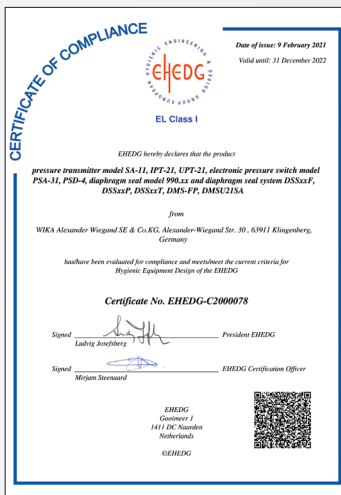 CERTIFICATE OF COMPLIANCE
HYGIENIC ENGINEERING & DESIGN
EHEDG
EUROPEAN GROUP
Date of issue: 9 February 2021
Valid until: 31 December 2022
EL Class I
EHEDG hereby declares that the product
pressure transmitter model SA-11, IPT-21, UPT-21, electronic pressure switch model
PSA-31, PSD-4, diaphragm seal model 990.xx and diaphragm seal system DSSxxF,
DSSxxP, DSSxxT, DMS-FP, DMSU21SA
from
WIKA Alexander Wiegand SE & Co.KG, Alexander-Wiegand Str. 30 , 63911 Klingenberg,
Germany
has/have been evaluated for compliance and meets/meet the current criteria for
Hygienic Equipment Design of the EHEDG
Certificate No. EHEDG-C2000078
Signed President EHEDG
Ludvig Josefsberg
Signed EHEDG Certification Officer
Mirjam Steenaard
EHEDG
Gooimeer 1
1411 DC Naarden
Netherlands
©EHEDG